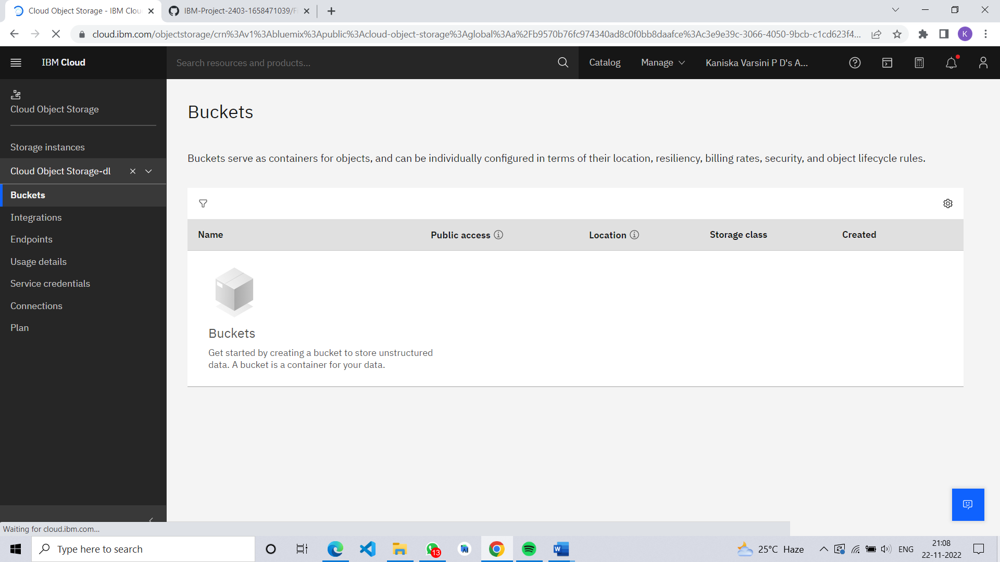 Cloud Object Storage - IBM Clou
IBM-Project-2403-1658471039/F
cloud.ibm.com/objectstorage/crn%3Av1%3Abluemix%3Apublic%3Acloud-object-storage%3Aglobal%3Aa%2Fb9570b76fc974340ad8c0f0bb8daafce%3Ac3e9e39c-3066-4050-9bcb-c1cd623f4...
K
IBM Cloud
Search resources and products...
Catalog
Manage
Kaniska Varsini P D's A...
Cloud Object Storage
Storage instances
Cloud Object Storage-dl
Buckets
Integrations
Endpoints
Usage details
Service credentials
Connections
Plan
Buckets
Buckets serve as containers for objects, and can be individually configured in terms of their location, resiliency, billing rates, security, and object lifecycle rules.
Name
Public access
Location
Storage class
Created
Buckets
Get started by creating a bucket to store unstructured
data. A bucket is a container for your data.
Waiting for cloud.ibm.com...
Type here to search
13
25°C Haze
ENG
21:08
22-11-2022